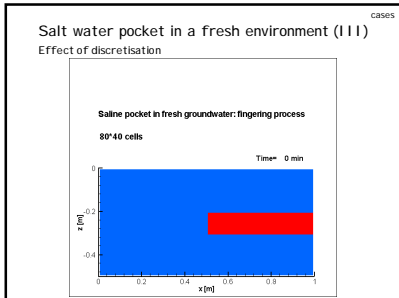 cases
Salt water pocket in a fresh environment (III)
Effect of discretisation
Saline pocket in fresh groundwater: fingering process
80*40 cells
Time= 0 min
0
-0.2
-0.4
z [m]
0 0.2 0.4 0.6 0.8 1
x [m]